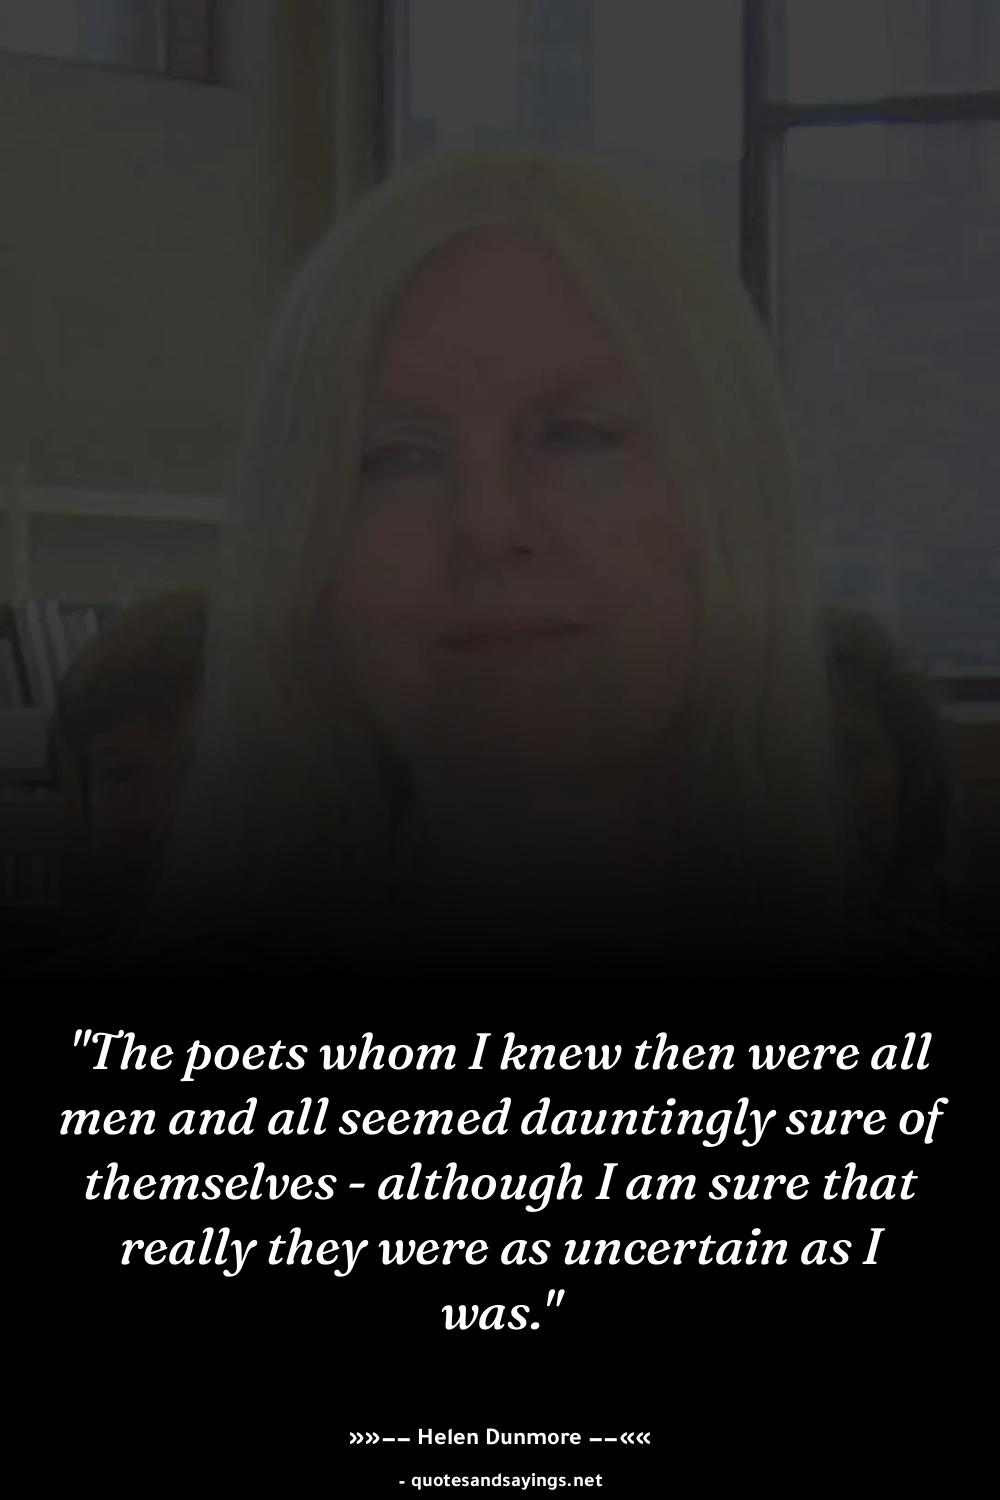 "The poets whom I knew then were all
men and all seemed dauntingly sure of
themselves - although I am sure that
really they were as uncertain as I
was."
»»−− Helen Dunmore −−««
- quotesandsayings.net